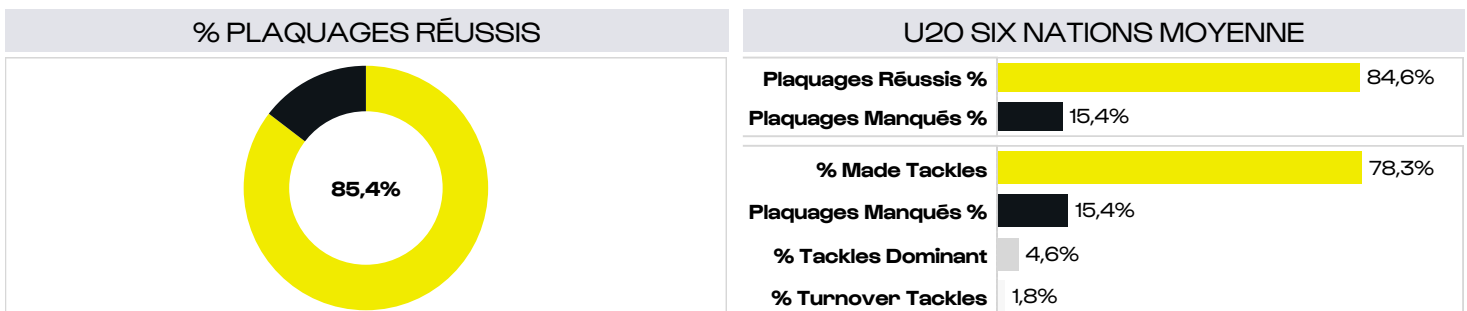 % PLAQUAGES RÉUSSIS
85,4%
U20 SIX NATIONS MOYENNE
Plaquages Réussis % 84,6%
Plaquages Manqués % 15,4%
% Made Tackles 78,3%
Plaquages Manqués % 15,4%
% Tackles Dominant 4,6%
% Turnover Tackles 1,8%